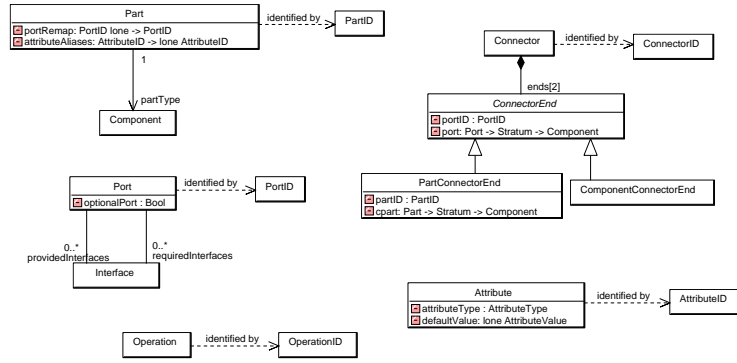 Part
identified by
PartID
portRemap: PortID lone -> PortID
attributeAliases: AttributeID -> lone AttributeID
1
partType
Component
Connector
identified by
ConnectorID
ends[2]
ConnectorEnd
portID : PortID
port: Part -> Stratum -> Component
PartConnectorEnd
partID : PartID
cpart: Part -> Stratum -> Component
ComponentConnectorEnd
Port
identified by
PortID
optionalPort : Bool
0..*
providedInterfaces
0..*
requiredInterfaces
Interface
Attribute
identified by
AttributeID
attributeType : AttributeType
defaultValue: lone AttributeValue
Operation
identified by
OperationID